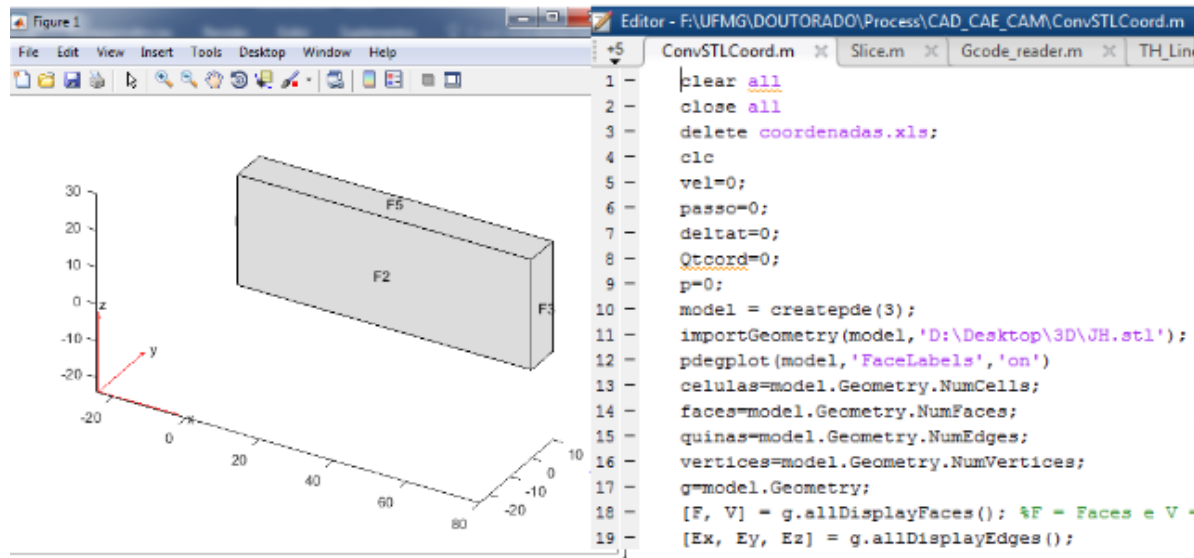 Figure 1
File Edit View Insert Tools Desktop Window Help
30
20
10
0
-10
-20
z
y
x
F5
F2
F3
-20
0
20
40
60
80
10
0
-10
-20
Editor - F:\UFMG\DOUTORADO\Process\CAD_CAE_CAM\ConvSTLCoord.m
+5 ConvSTLCoord.m Slice.m Gcode_reader.m TH_Line
1 - clear all
2 - close all
3 - delete coordenadas.xls;
4 - clc
5 - vel=0;
6 - passo=0;
7 - deltat=0;
8 - Qtcord=0;
9 - p=0;
10 - model = createpde(3);
11 - importGeometry(model,'D:\Desktop\3D\JH.stl');
12 - pdegplot(model,'FaceLabels','on')
13 - celulas=model.Geometry.NumCells;
14 - faces=model.Geometry.NumFaces;
15 - quinas=model.Geometry.NumEdges;
16 - vertices=model.Geometry.NumVertices;
17 - g=model.Geometry;
18 - [F, V] = g.allDisplayFaces(); %F = Faces e V =
19 - [Ex, Ey, Ez] = g.allDisplayEdges();